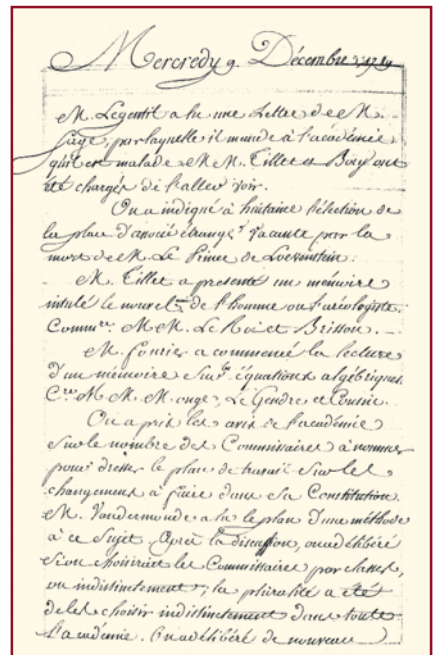 Mercredy 9. Décembre 1789
M. Legentil a lu une Lettre de M.
Sage, par laquelle il mande à l'académie
qu'il est malade et MM. Tillet et Bory ont
été chargés de l'aller voir.
On a indiqué à huitaine l'élection de
la place d'associé étrangr vacante par la
mort de M. Le Prince de Loewenstein.
M. Tillet a présenté un mémoire
intulé le nouvel de l'homme ou l'aéologiste.
Commres MM. Le Roi et Brisson.
M. fourier a commencé la lecture
d'un mémoire sur les équations algébriques.
Cres MM. Monge, Le Gendre et Cousin.
On a pris les avis de l'académie
sur le nombre des Commissaires à nommer
pour dresser le plan de travail sur les
changemens à faire dans sa Constitution.
M. Vandermonde a lu le plan d'une méthode
à ce sujet. Après la discussion, on a délibéré
si on choisirait les Commissaires par classes,
ou indistinctement; la pluralité a été
de les choisir indistinctement dans toute
L'académie. On a délibéré de nouveau